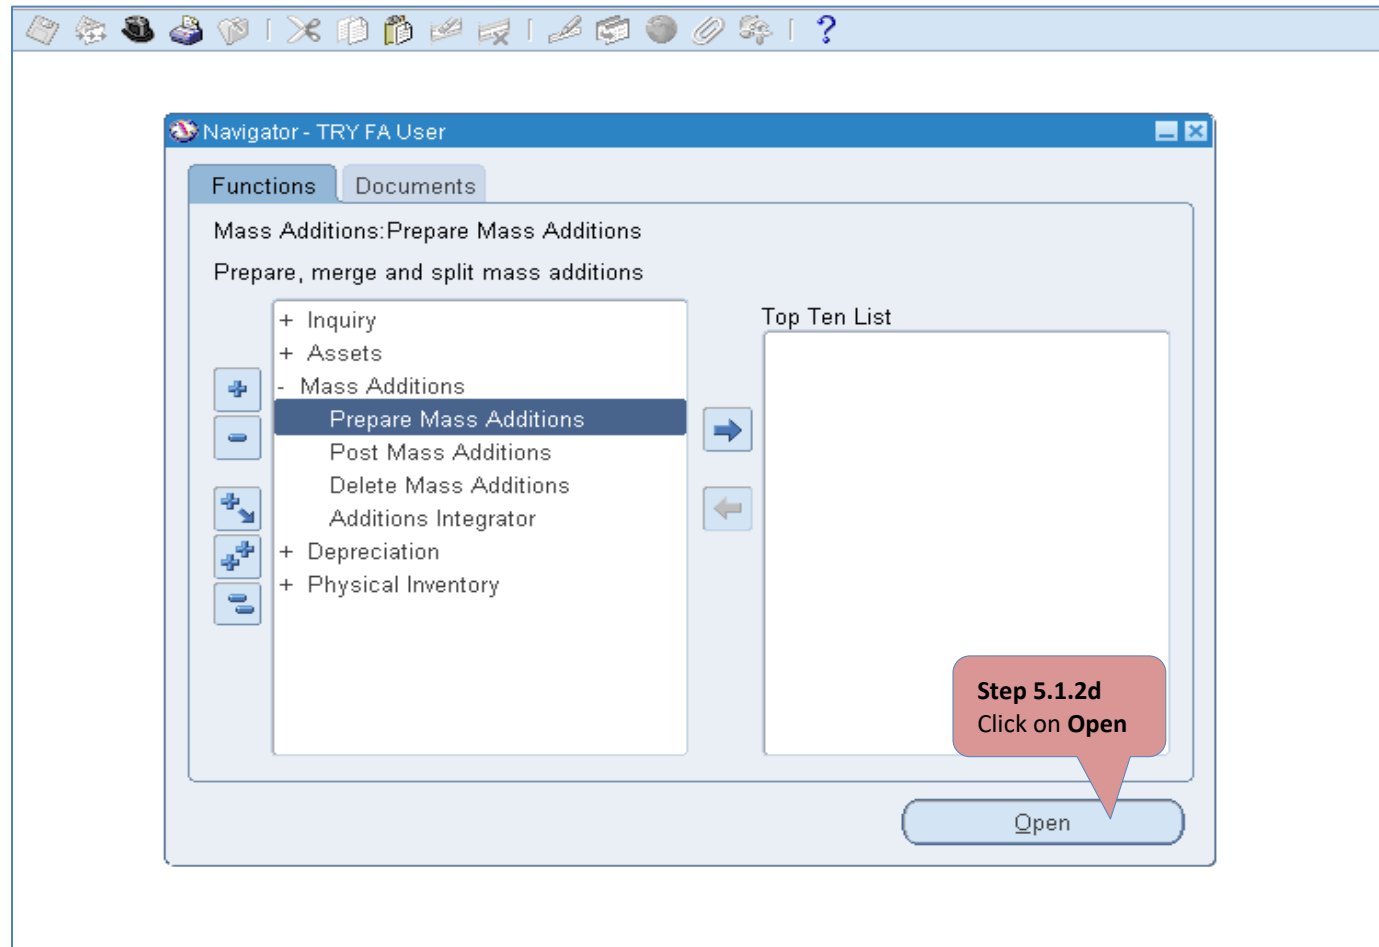 ?
Navigator - TRY FA User
Functions
Documents
Mass Additions:Prepare Mass Additions
Prepare, merge and split mass additions
+ Inquiry
+ Assets
- Mass Additions
Prepare Mass Additions
Post Mass Additions
Delete Mass Additions
Additions Integrator
+ Depreciation
+ Physical Inventory
Top Ten List
Step 5.1.2d
Click on Open
Open